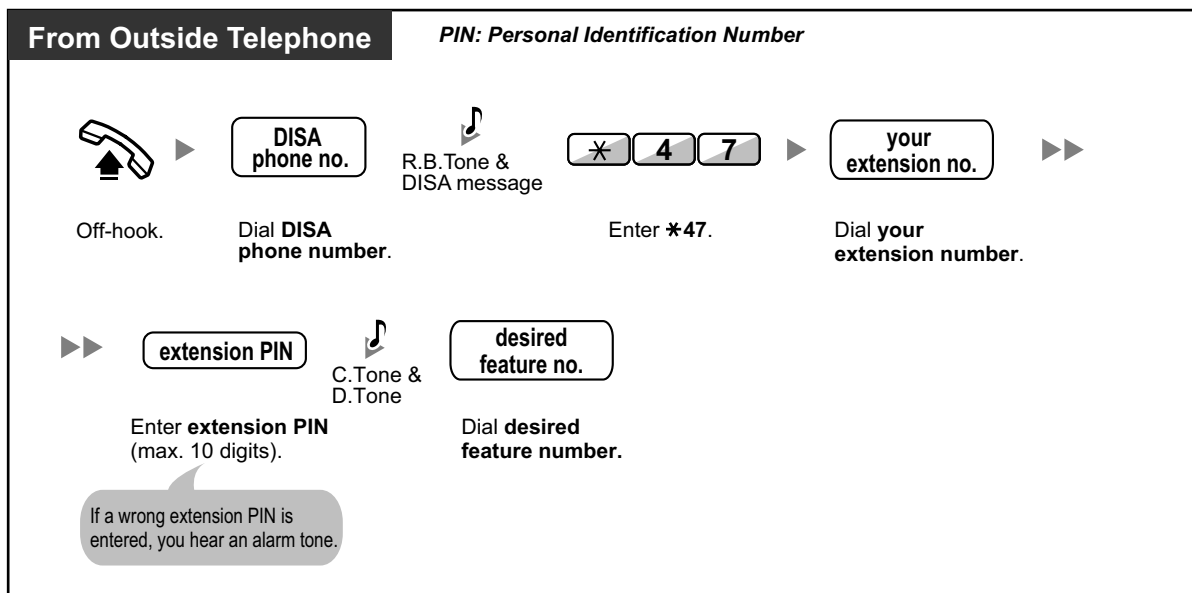 From Outside Telephone
PIN: Personal Identification Number
DISA
phone no.
R.B.Tone &
DISA message
* 4 7
your
extension no.
Off-hook.
Dial DISA
phone number.
Enter *47.
Dial your
extension number.
extension PIN
C.Tone &
D.Tone
desired
feature no.
Enter extension PIN
(max. 10 digits).
Dial desired
feature number.
If a wrong extension PIN is
entered, you hear an alarm tone.